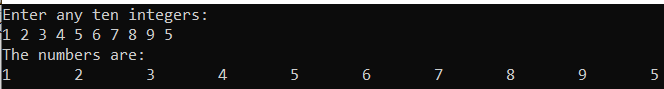 Enter any ten integers:
1 2 3 4 5 6 7 8 9 5
The numbers are:
1 2 3 4 5 6 7 8 9 5